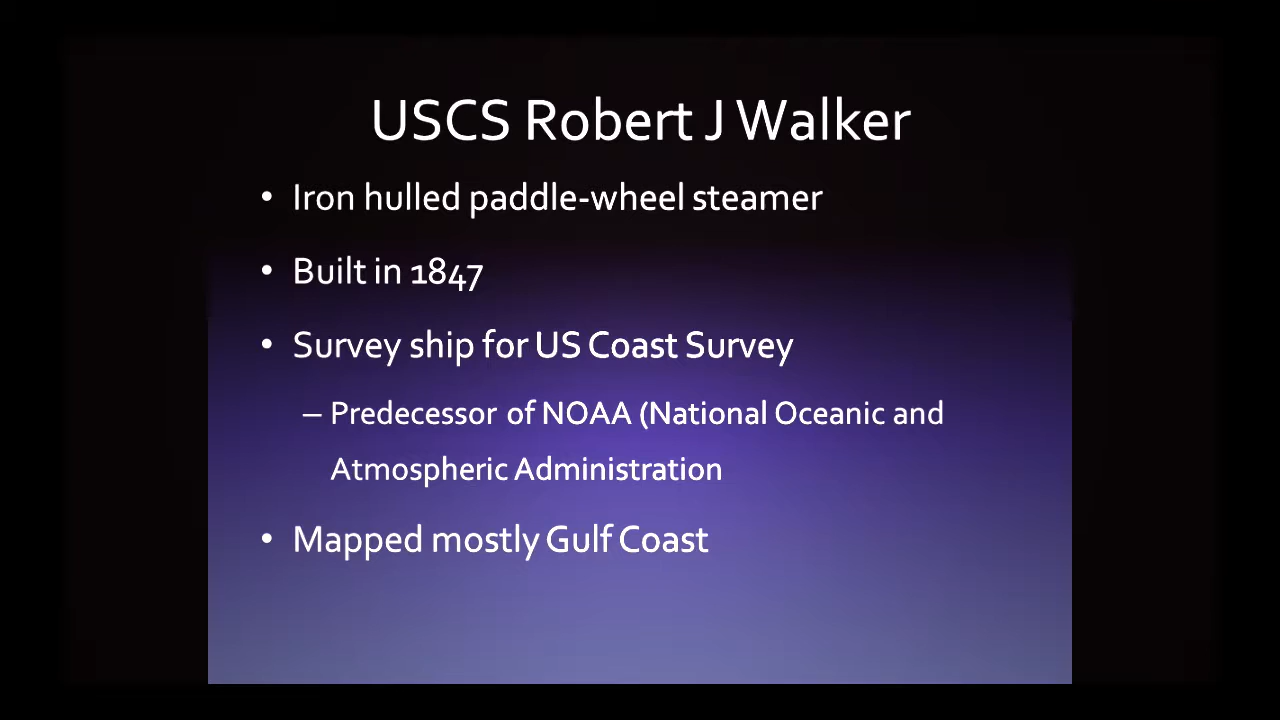 USCS Robert J Walker
• Iron hulled paddle-wheel steamer
• Built in 1847
• Survey ship for US Coast Survey
– Predecessor of NOAA (National Oceanic and
Atmospheric Administration
• Mapped mostly Gulf Coast